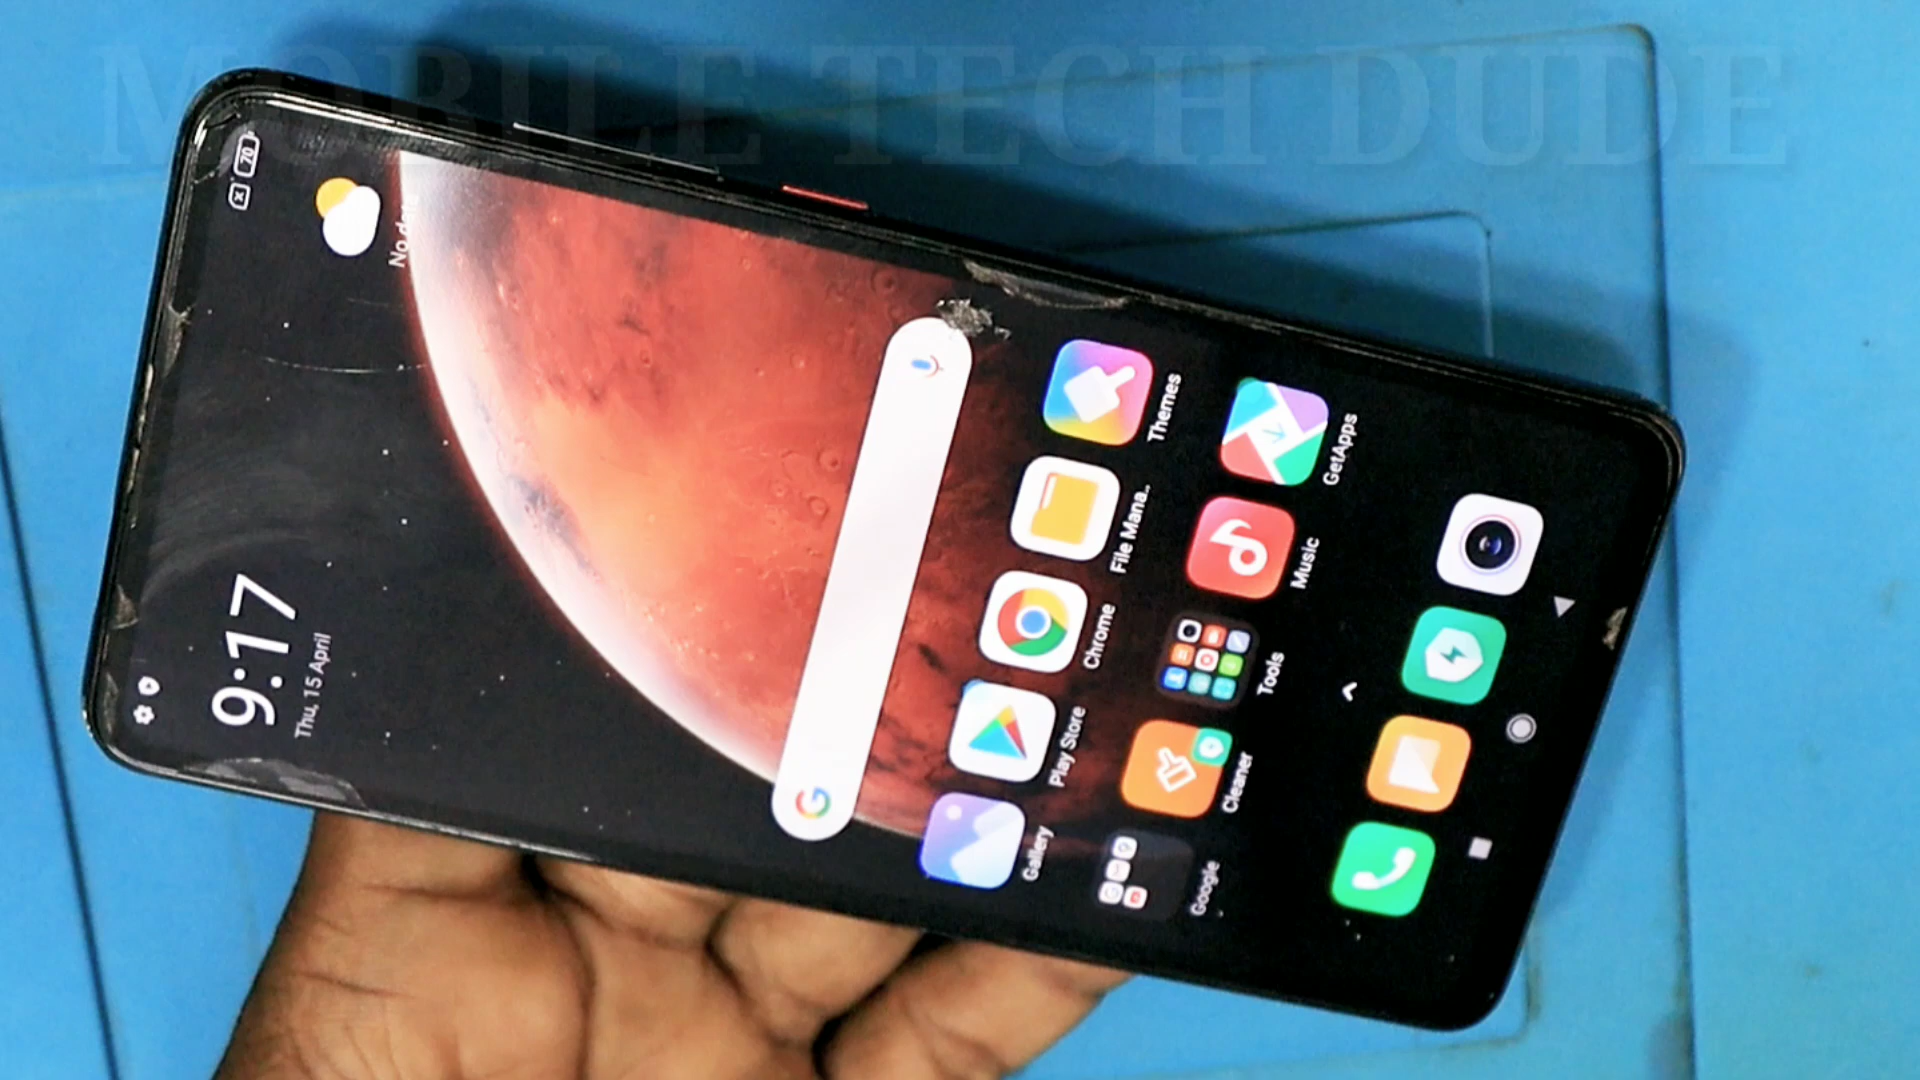 MOBILE TECH DUDE
70
9:17
Thu, 15 April
Themes
File Mana..
Chrome
Play Store
Gallery
GetApps
Music
Tools
Cleaner
Google